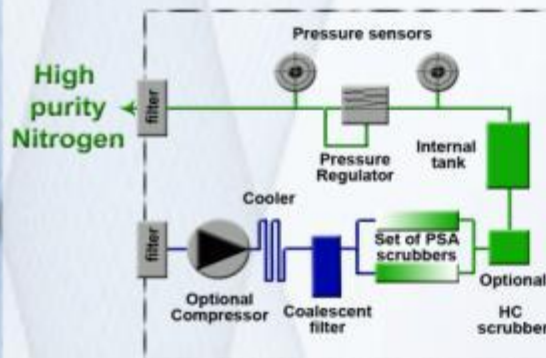 Pressure sensors
High
purity
Nitrogen
filter
Pressure
Regulator
Internal
tank
Cooler
filter
Set of PSA
scrubbers
Optional
Compressor
Coalescent
filter
Optional
HC
scrubber